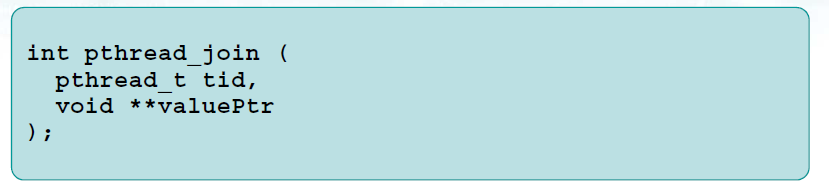 int pthread_join (
pthread_t tid,
void **valuePtr
);